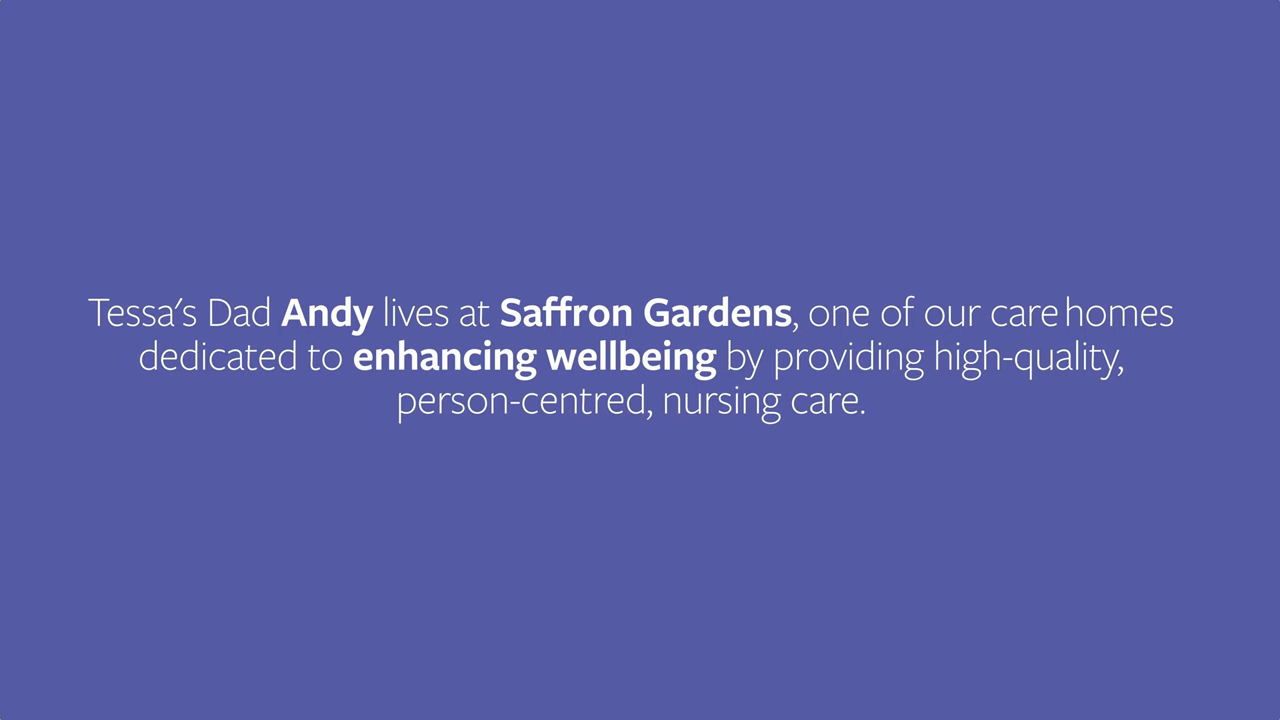 Tessa's Dad Andy lives at Saffron Gardens, one of our care homes
dedicated to enhancing wellbeing by providing high-quality,
person-centred, nursing care.